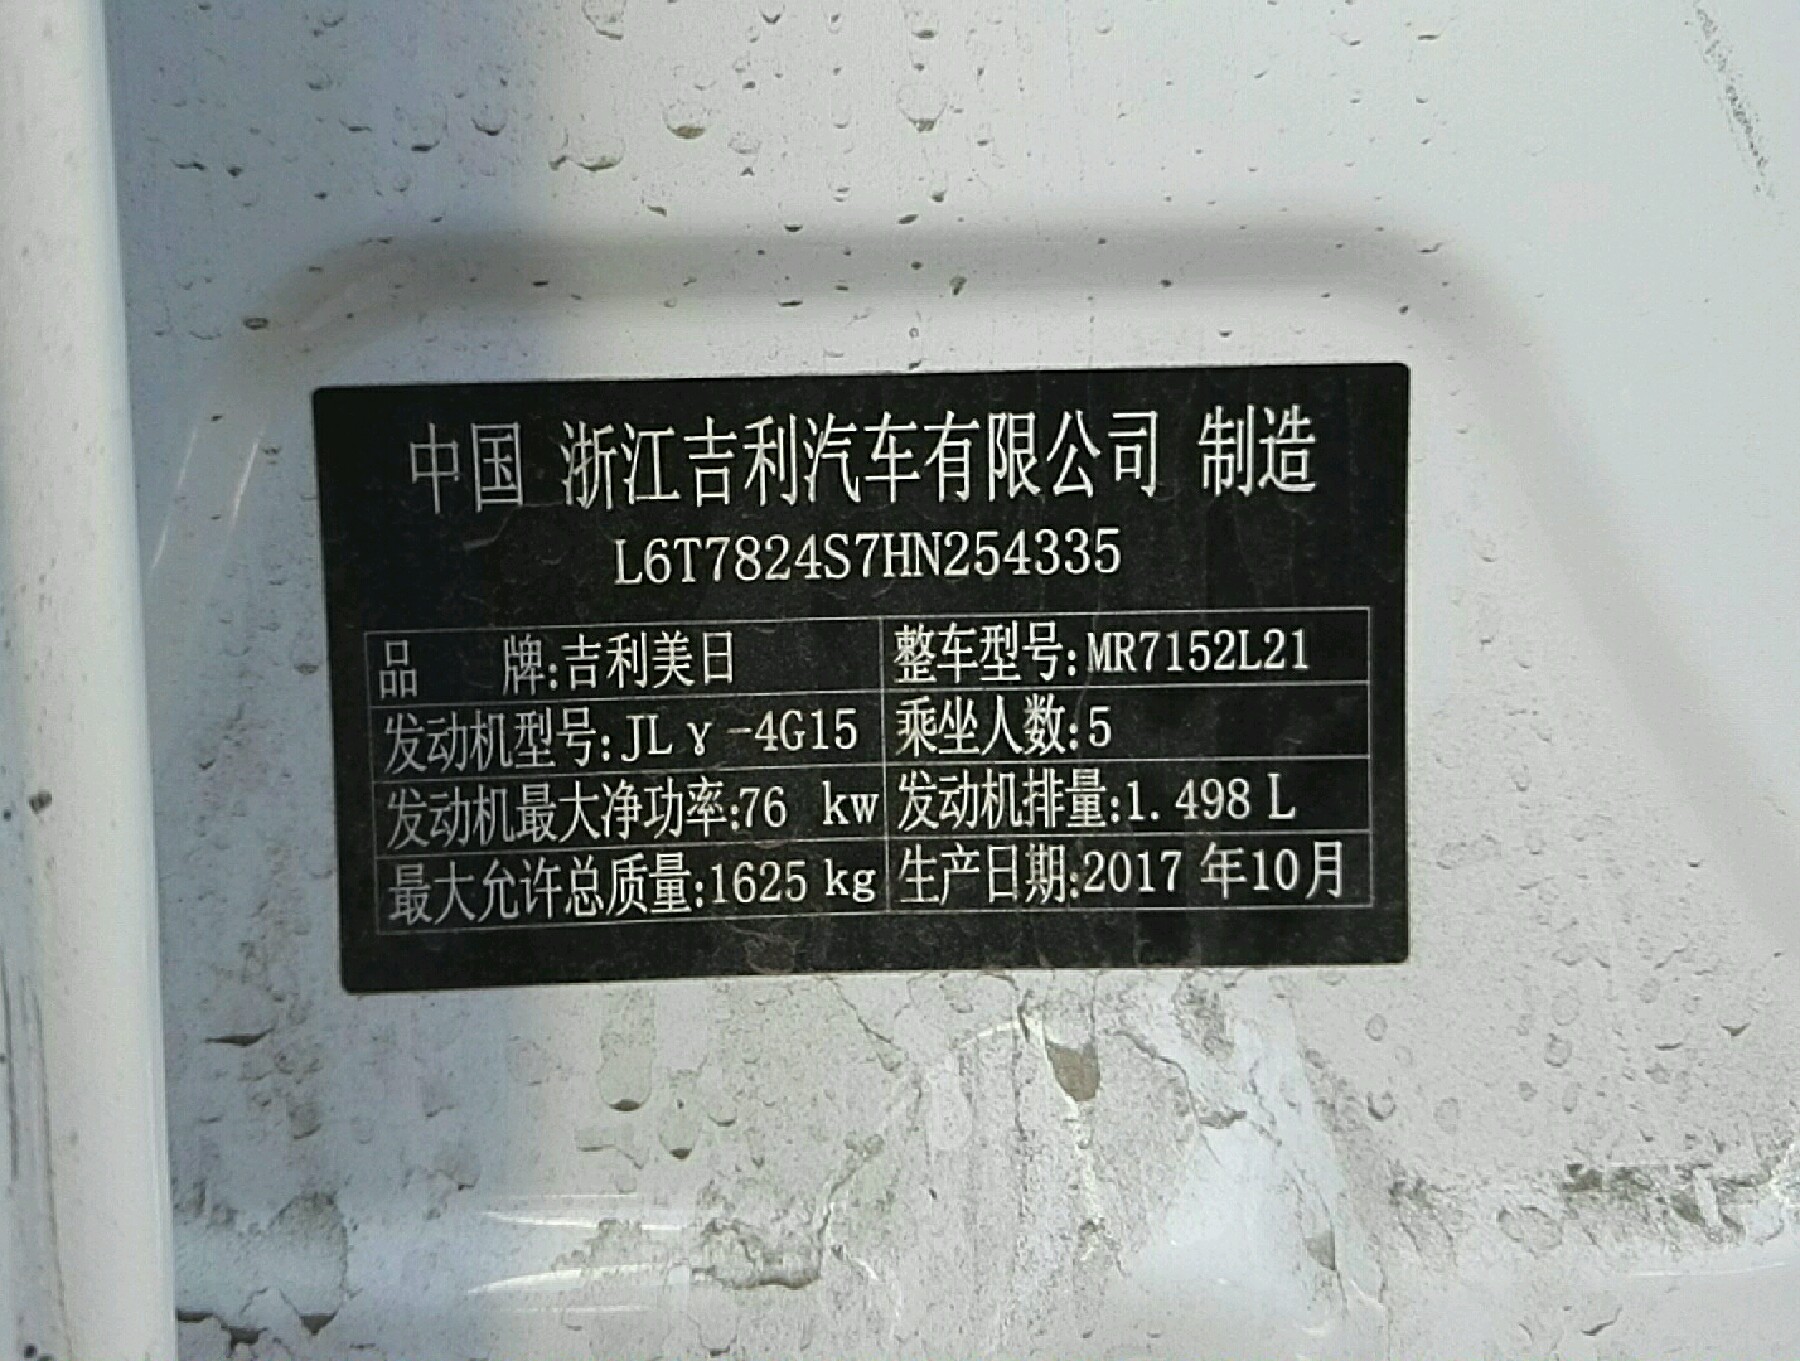 中国 浙江吉利汽车有限公司 制造
L6T7824S7HN254335
品 牌:吉利美日 整车型号:MR7152L21
发动机型号:JLγ-4G15 乘坐人数:5
发动机最大净功率:76 kw 发动机排量:1.498 L
最大允许总质量:1625 kg 生产日期:2017 年10月